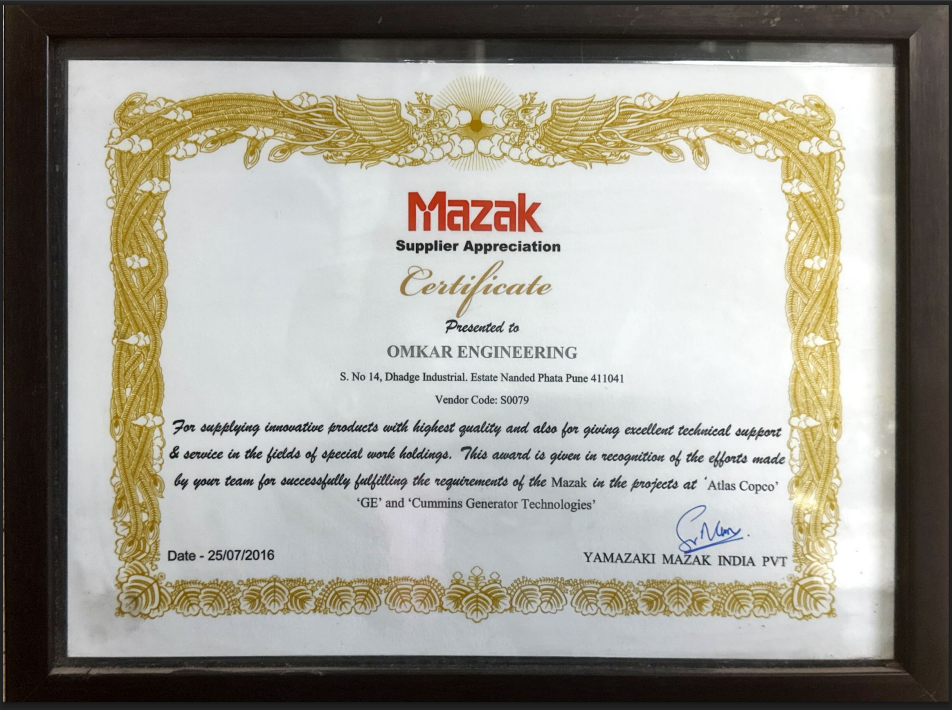 Mazak
Supplier Appreciation
Certificate
Presented to
OMKAR ENGINEERING
S. No 14, Dhadge Industrial. Estate Nanded Phata Pune 411041
Vendor Code: S0079
For supplying innovative products with highest quality and also for giving excellent technical support
& service in the fields of special work holdings. This award is given in recognition of the efforts made
by your team for successfully fulfilling the requirements of the Mazak in the projects at ‘Atlas Copco’
‘GE’ and ‘Cummins Generator Technologies’
Date - 25/07/2016
YAMAZAKI MAZAK INDIA PVT